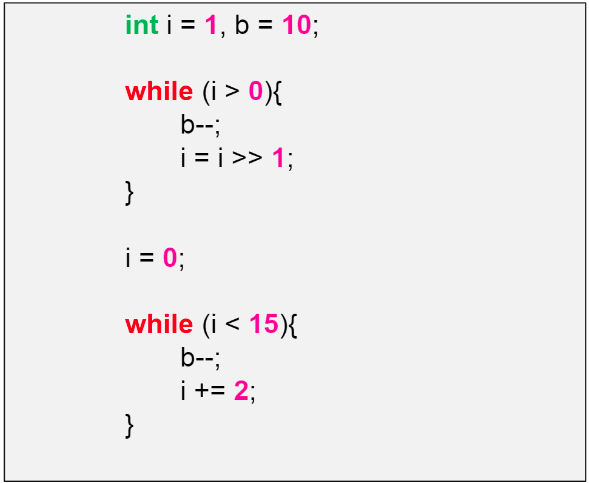 int i = 1, b = 10;
while (i > 0){
b--;
i = i >> 1;
}
i = 0;
while (i < 15){
b--;
i += 2;
}